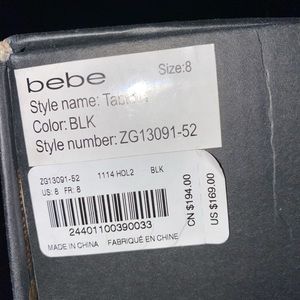 bebe
Size:8
Style name:
Color: BLK
Style number: ZG13091-52
ZG13091-52 1114 HOL2 BLK
US: 8 FR: 8
24401100390033
MADE IN CHINA FABRIQUÉ EN CHINE
CN $194.00
US $169.00